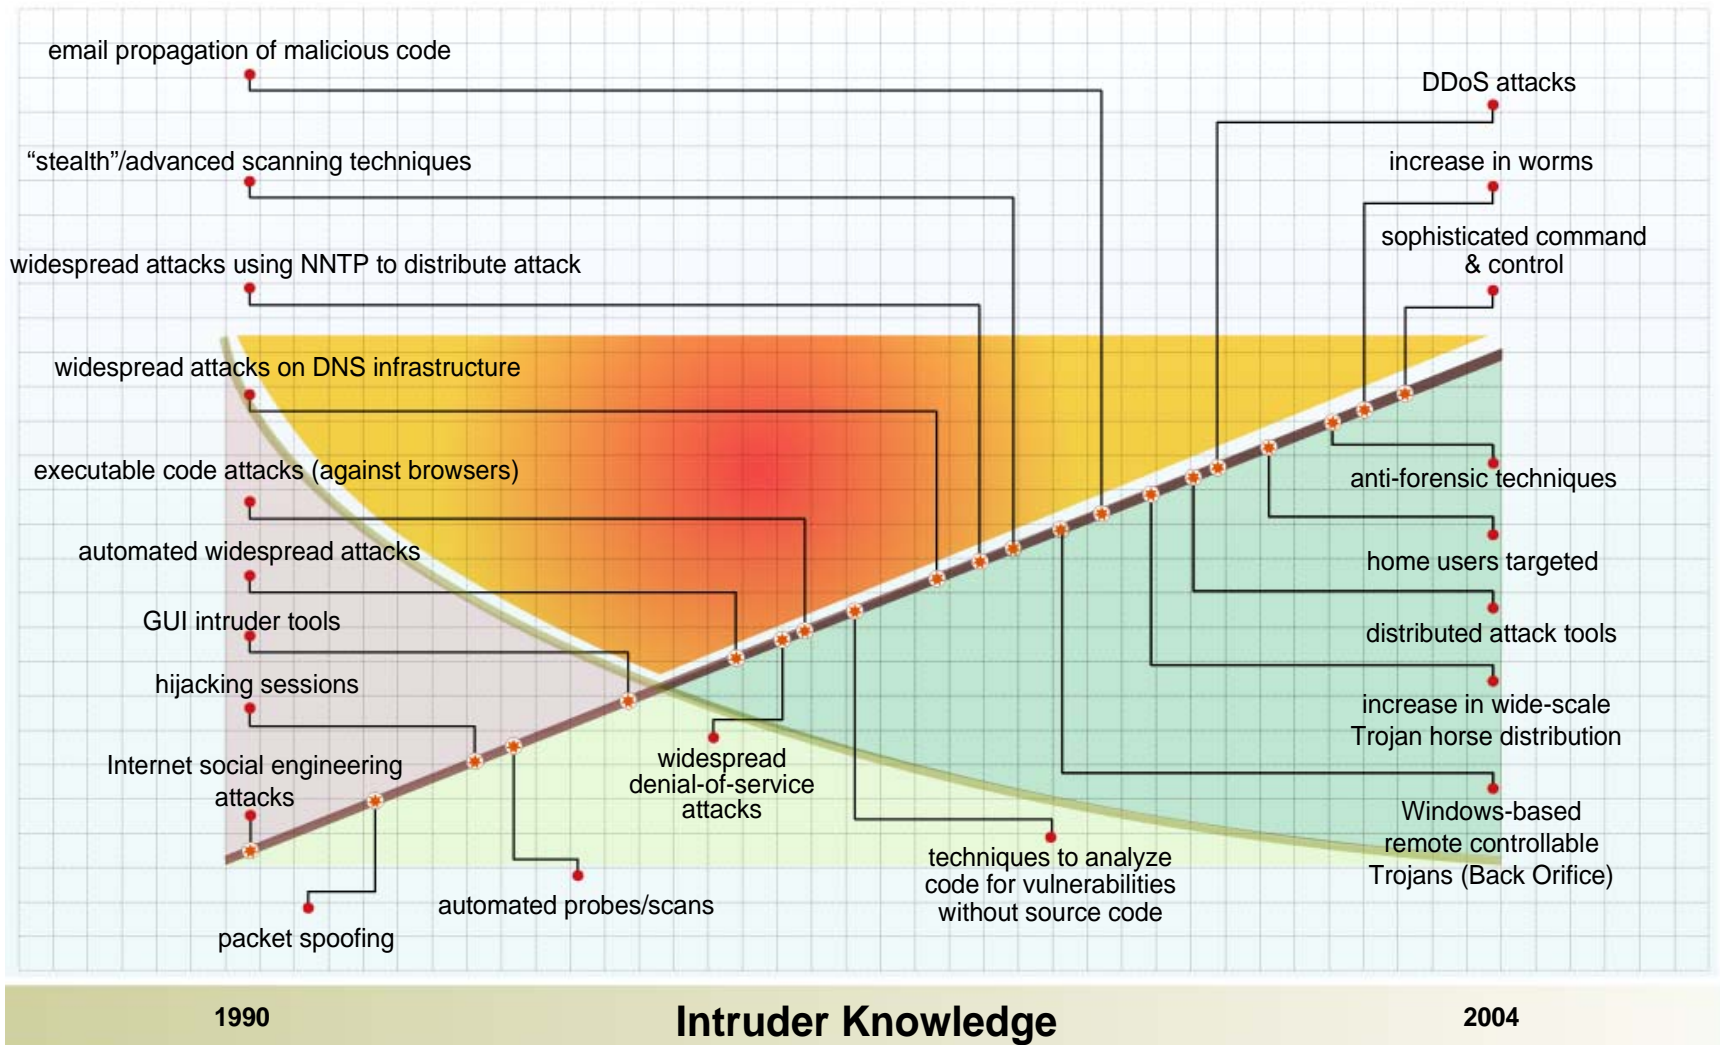 email propagation of malicious code
“stealth”/advanced scanning techniques
widespread attacks using NNTP to distribute attack
widespread attacks on DNS infrastructure
executable code attacks (against browsers)
automated widespread attacks
GUI intruder tools
hijacking sessions
Internet social engineering
attacks
packet spoofing
automated probes/scans
widespread
denial-of-service
attacks
techniques to analyze
code for vulnerabilities
without source code
DDoS attacks
increase in worms
sophisticated command
& control
anti-forensic techniques
home users targeted
distributed attack tools
increase in wide-scale
Trojan horse distribution
Windows-based
remote controllable
Trojans (Back Orifice)
1990
Intruder Knowledge
2004